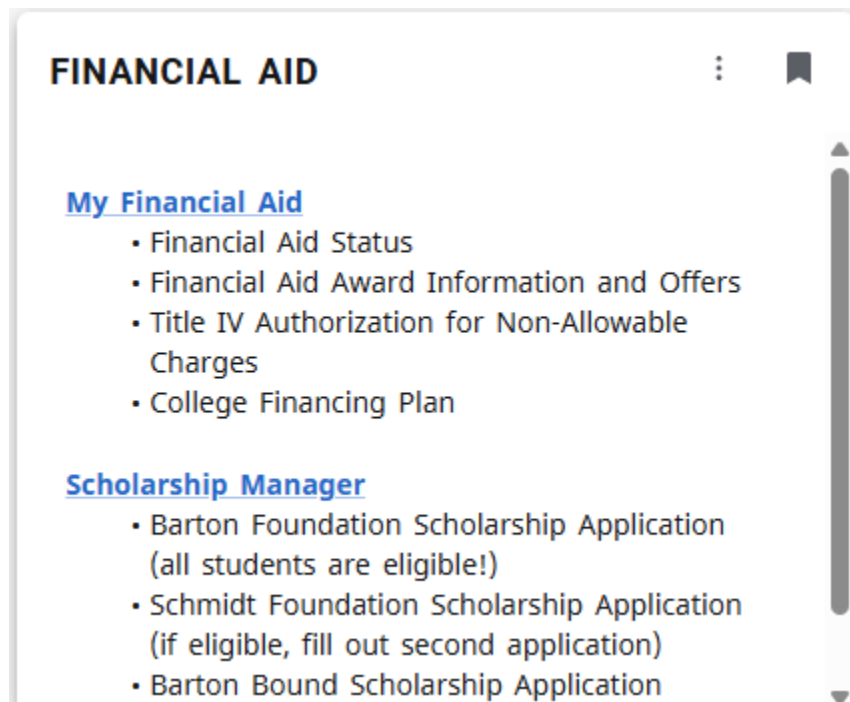 FINANCIAL AID
My Financial Aid
• Financial Aid Status
• Financial Aid Award Information and Offers
• Title IV Authorization for Non-Allowable
Charges
• College Financing Plan
Scholarship Manager
• Barton Foundation Scholarship Application
(all students are eligible!)
• Schmidt Foundation Scholarship Application
(if eligible, fill out second application)
• Barton Bound Scholarship Application